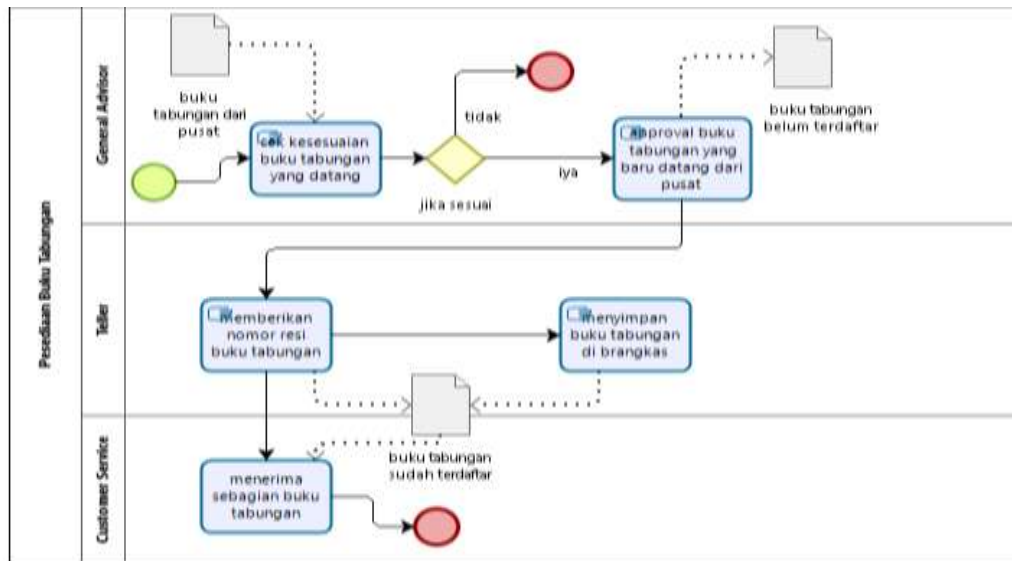 Pesediaan Buku Tabungan
General Advisor
buku
tabungan dari
pusat
cek kesesuaian
buku tabungan
yang datang
jika sesuai
tidak
iya
approval buku
tabungan yang
baru datang dari
pusat
buku tabungan
belum terdaftar
Teller
memberikan
nomor resi
buku tabungan
menyimpan
buku tabungan
di brangkas
buku tabungan
sudah terdaftar
Customer Service
menerima
sebagian buku
tabungan